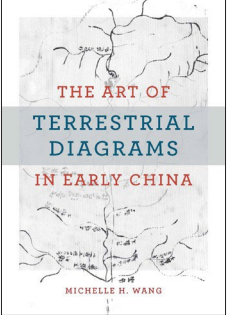 THE ART OF
TERRESTRIAL
DIAGRAMS
IN EARLY CHINA
MICHELLE H. WANG